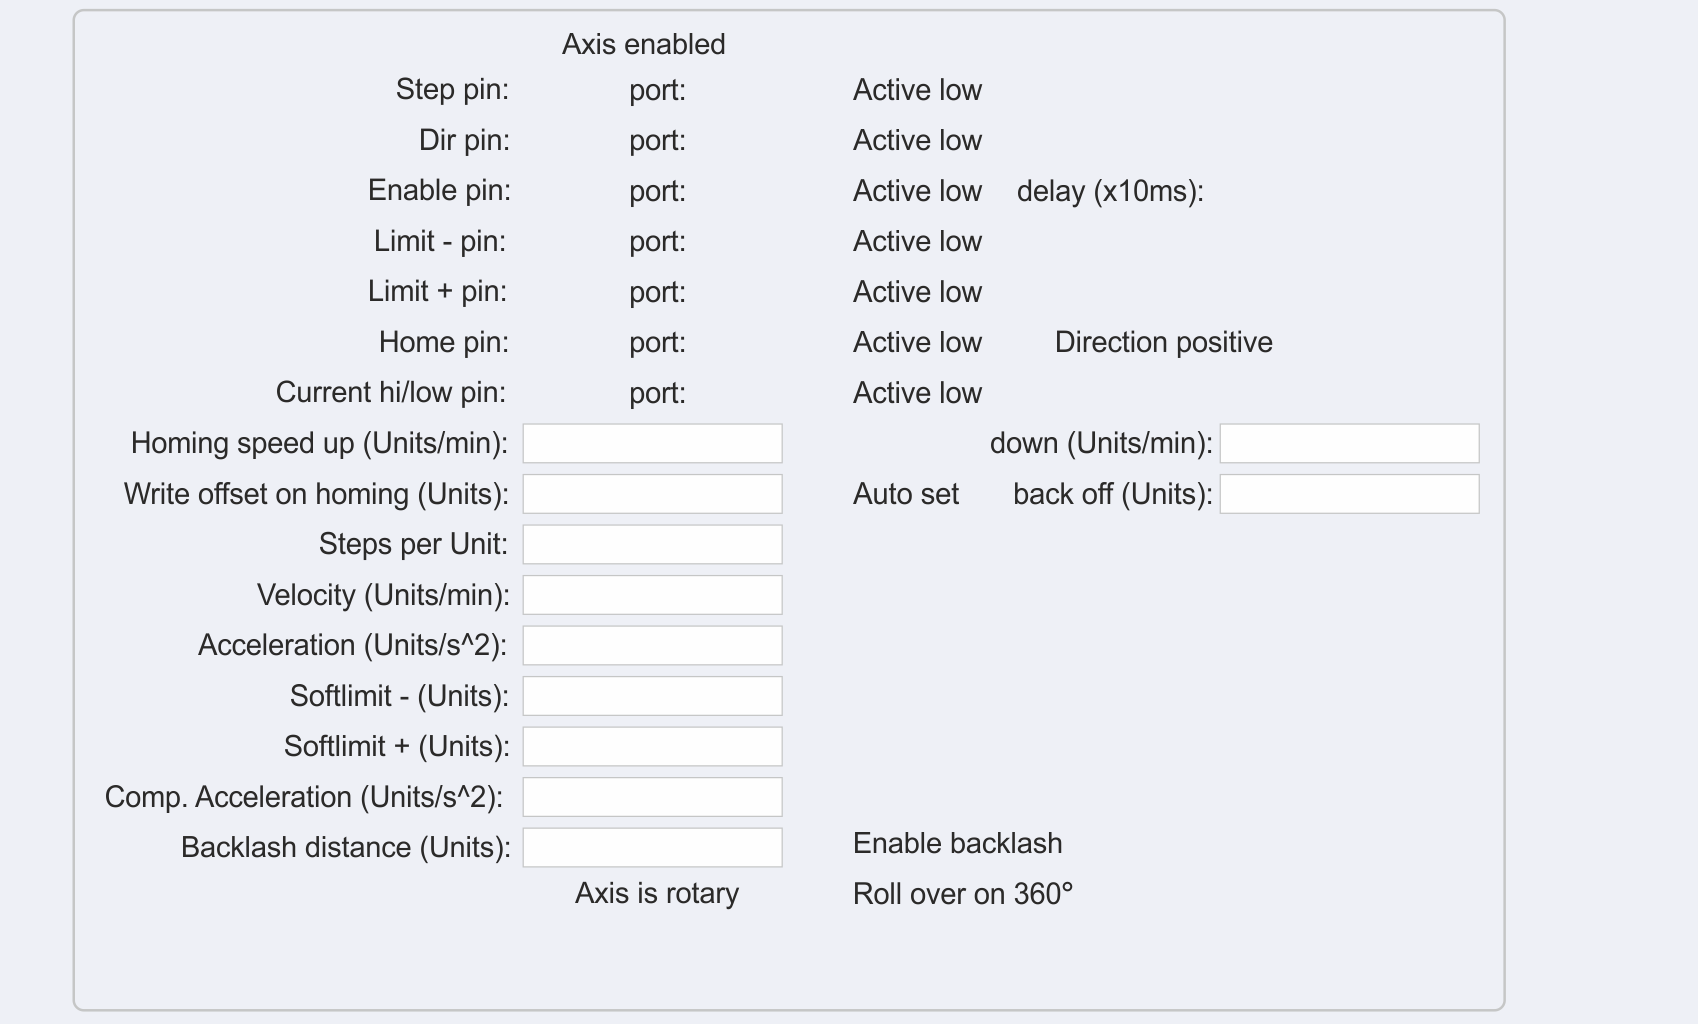 Axis enabled
Step pin: port: Active low
Dir pin: port: Active low
Enable pin: port: Active low delay (x10ms):
Limit - pin: port: Active low
Limit + pin: port: Active low
Home pin: port: Active low Direction positive
Current hi/low pin: port: Active low
Homing speed up (Units/min): down (Units/min):
Write offset on homing (Units): Auto set back off (Units):
Steps per Unit:
Velocity (Units/min):
Acceleration (Units/s^2):
Softlimit - (Units):
Softlimit + (Units):
Comp. Acceleration (Units/s^2):
Backlash distance (Units): Enable backlash
Axis is rotary Roll over on 360°